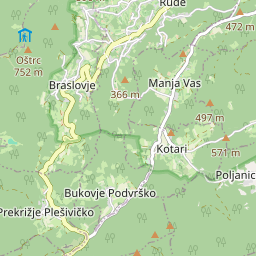 Rude
472 m
Oštrc
752 m
Braslovje
366 m
Manja Vas
497 m
Kotari
571 m
Poljanic
Bukovje Podvrško
Prekrižje Plešivičko